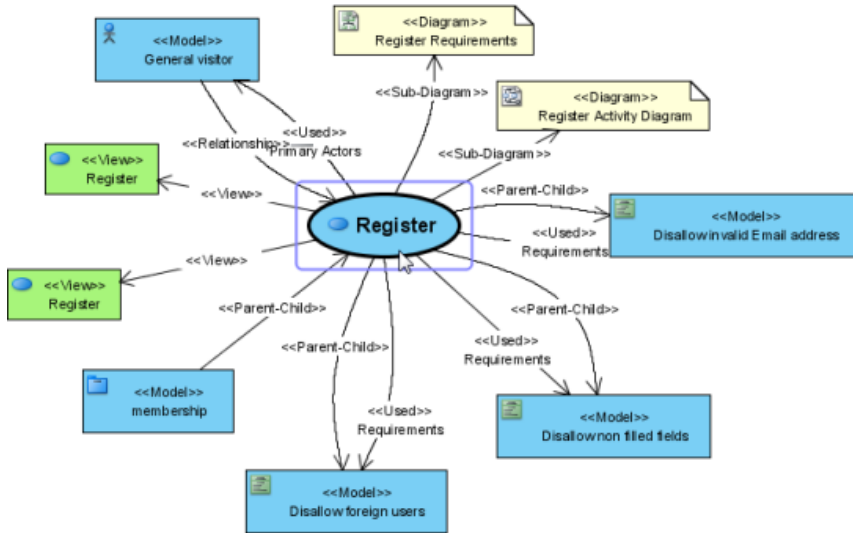 <<Diagram>>
Register Requirements
<<Model>>
General visitor
<<Sub-Diagram>>
<<Diagram>>
Register Activity Diagram
<<Used>>
<<Relationship>>
Primary Actors
<<Sub-Diagram>>
<<View>>
Register
<<View>>
<<Parent-Child>>
Register
<<Model>>
Disallow invalid Email address
<<Used>>
Requirements
<<View>>
<<View>>
Register
<<Parent-Child>>
<<Parent-Child>>
<<Parent-Child>>
<<Used>>
Requirements
<<Model>>
membership
<<Used>>
Requirements
<<Model>>
Disallow non filled fields
<<Model>>
Disallow foreign users